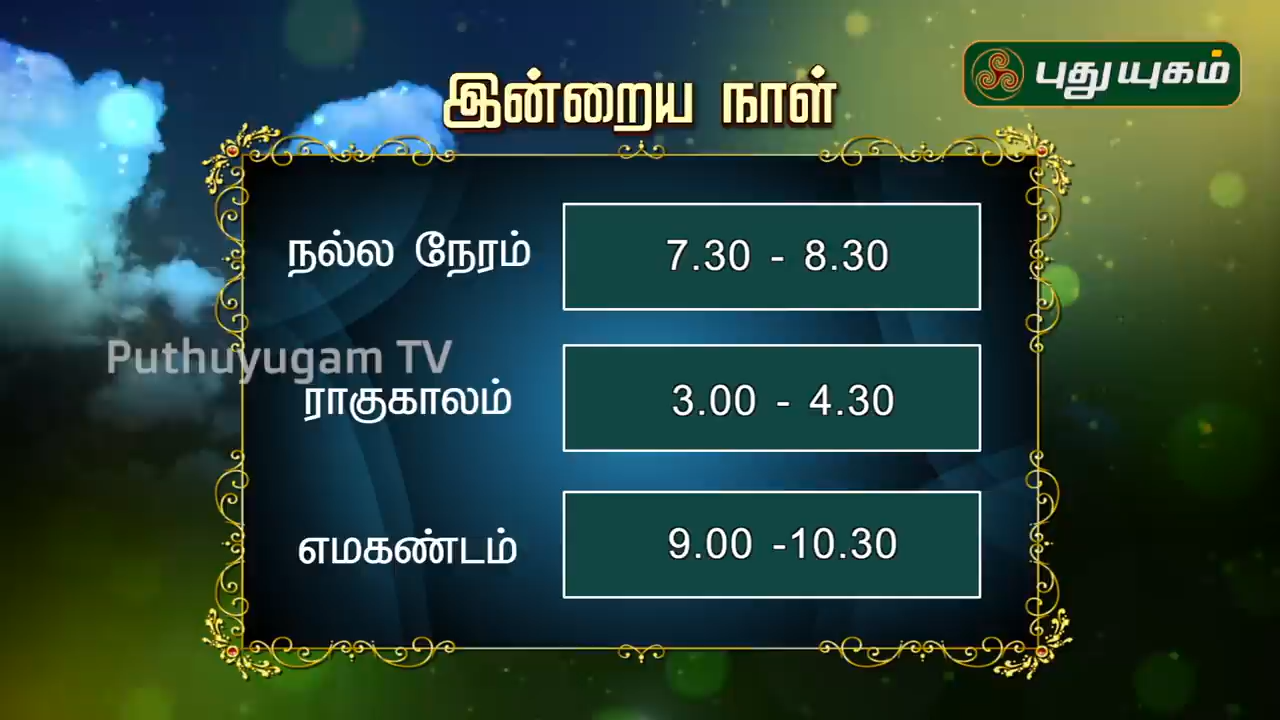 இன்றைய நாள்
புதுயுகம்
நல்ல நேரம் 7.30 - 8.30
Puthuyugam TV
ராகுகாலம் 3.00 - 4.30
எமகண்டம் 9.00 -10.30